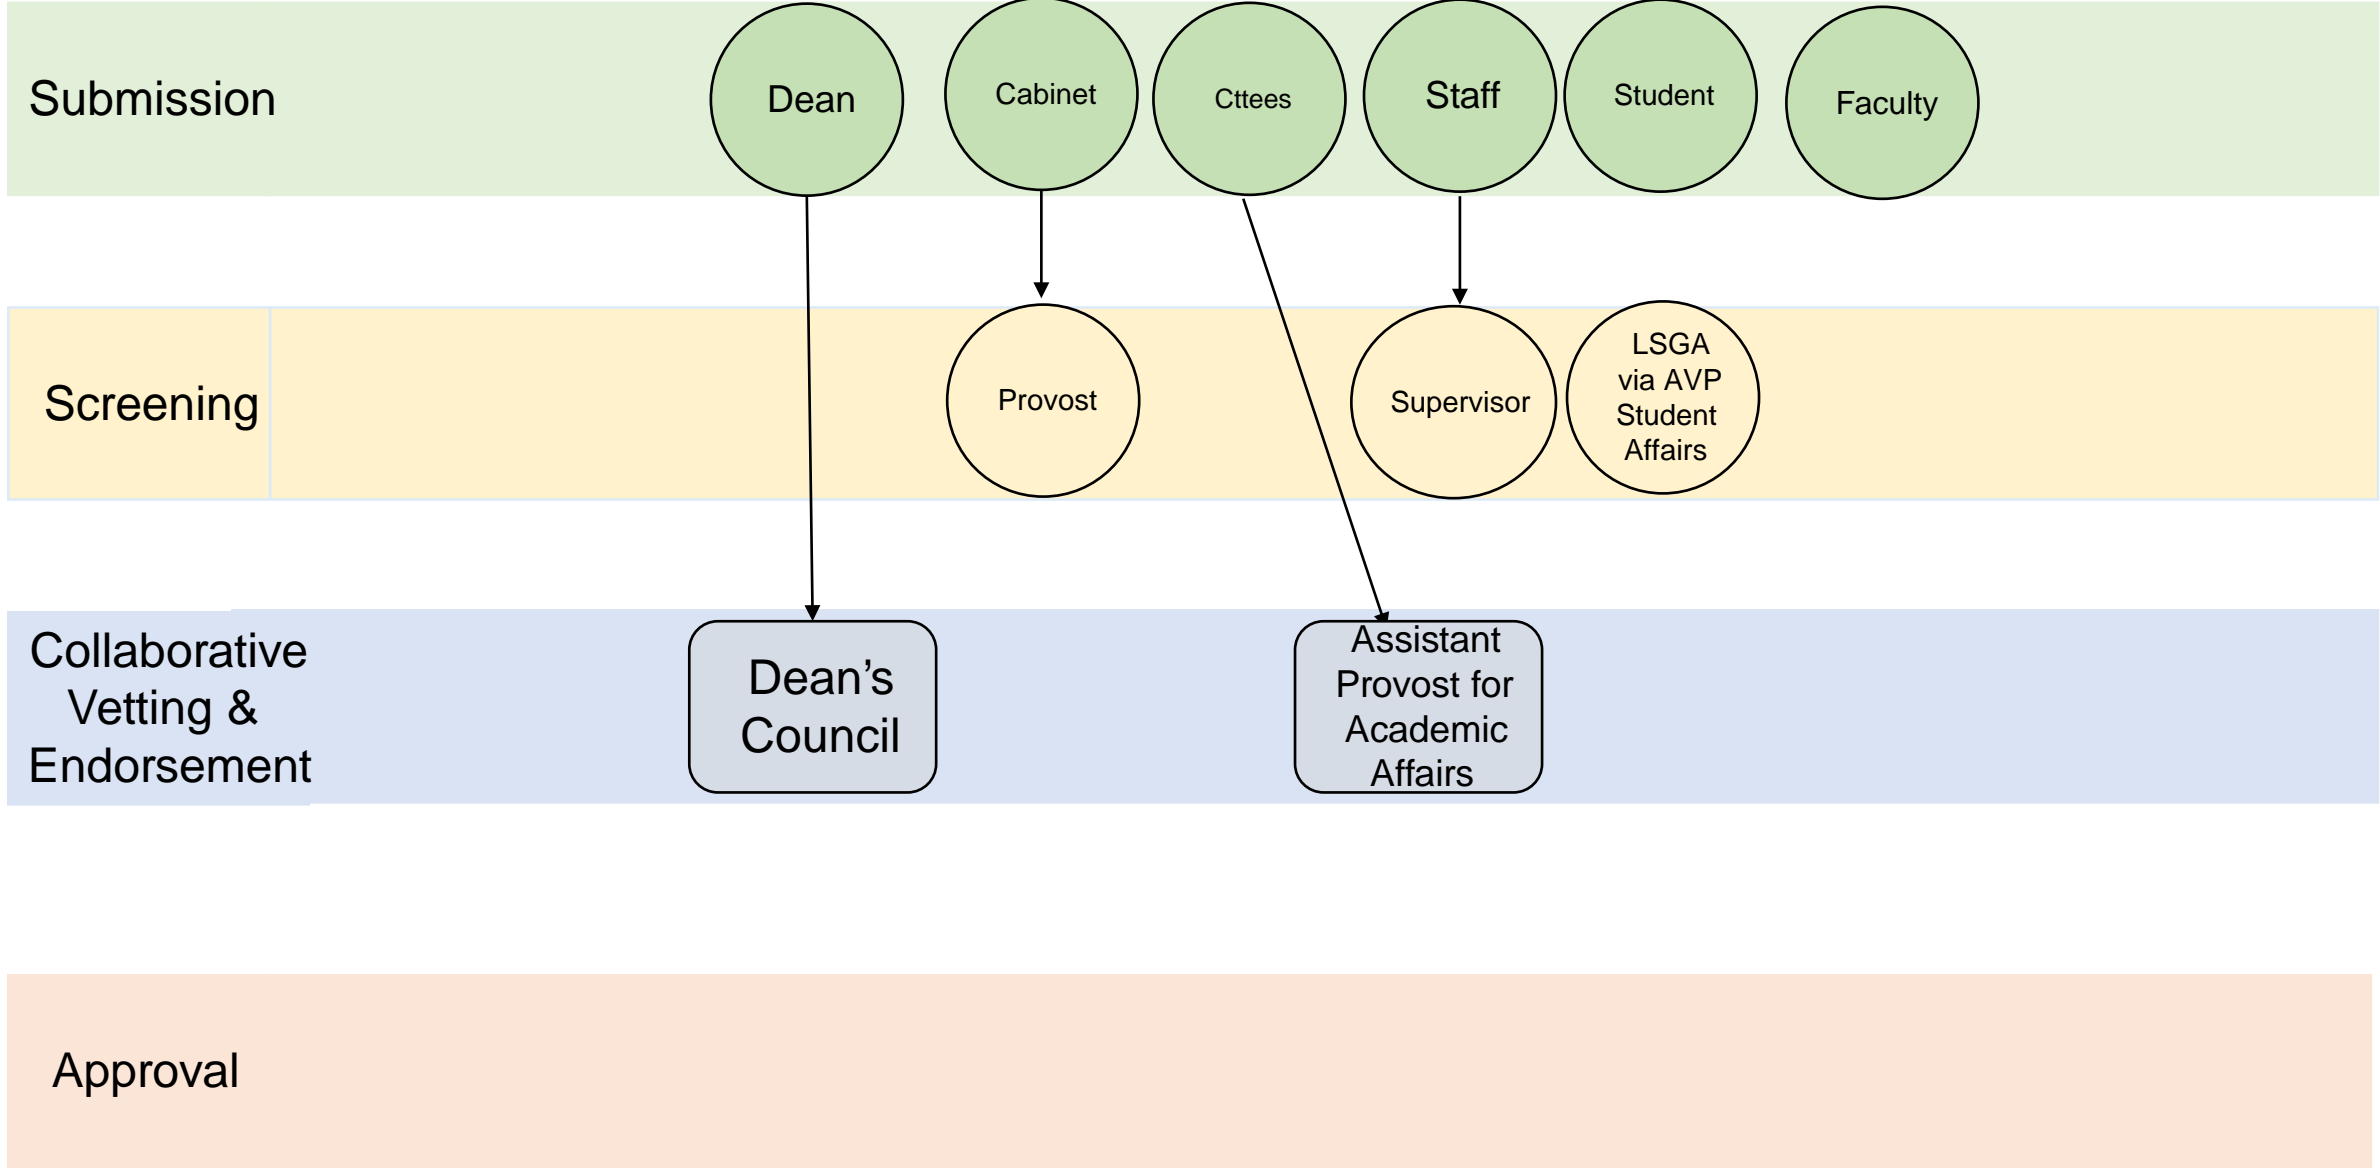 Submission
Dean
Cabinet
Cttees
Staff
Student
Faculty
Screening
Provost
Supervisor
LSGA
via AVP
Student
Affairs
Collaborative
Vetting &
Endorsement
Dean’s
Council
Assistant
Provost for
Academic
Affairs
Approval